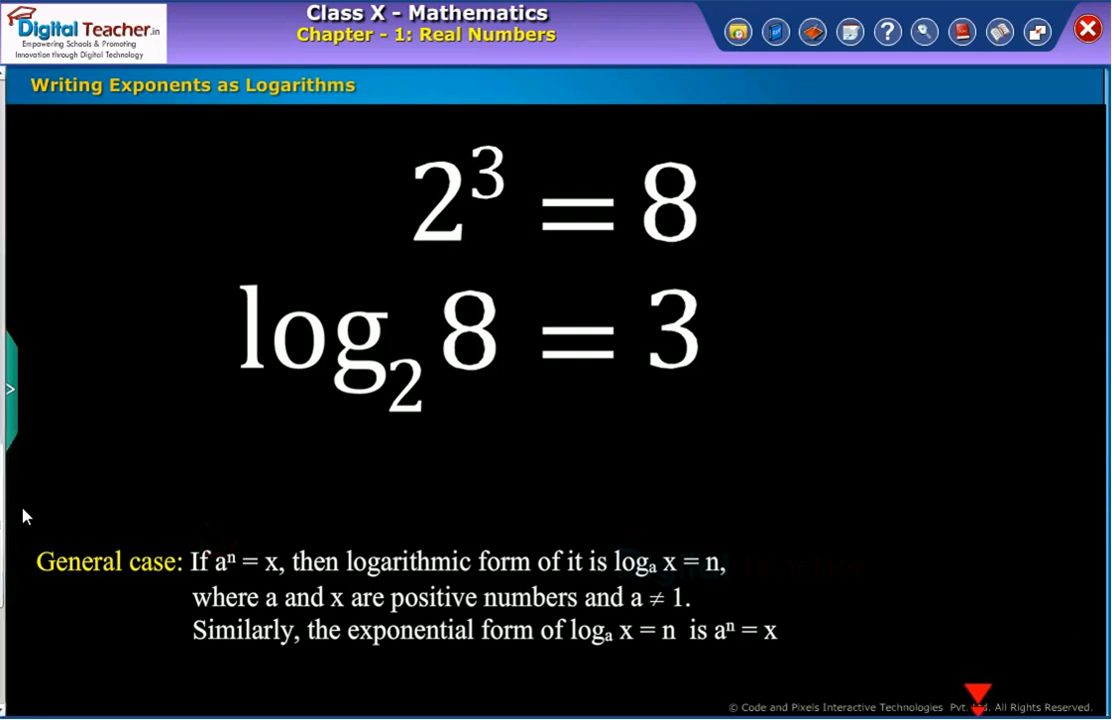 Digital Teacher.in
Empowering Schools & Promoting
Innovation through Digital Technology
Class X - Mathematics
Chapter - 1: Real Numbers
Writing Exponents as Logarithms
2³ = 8
log₂ 8 = 3
General case: If aⁿ = x, then logarithmic form of it is logₐ x = n,
where a and x are positive numbers and a ≠ 1.
Similarly, the exponential form of logₐ x = n is aⁿ = x
© Code and Pixels Interactive Technologies Pvt. Ltd. All Rights Reserved.